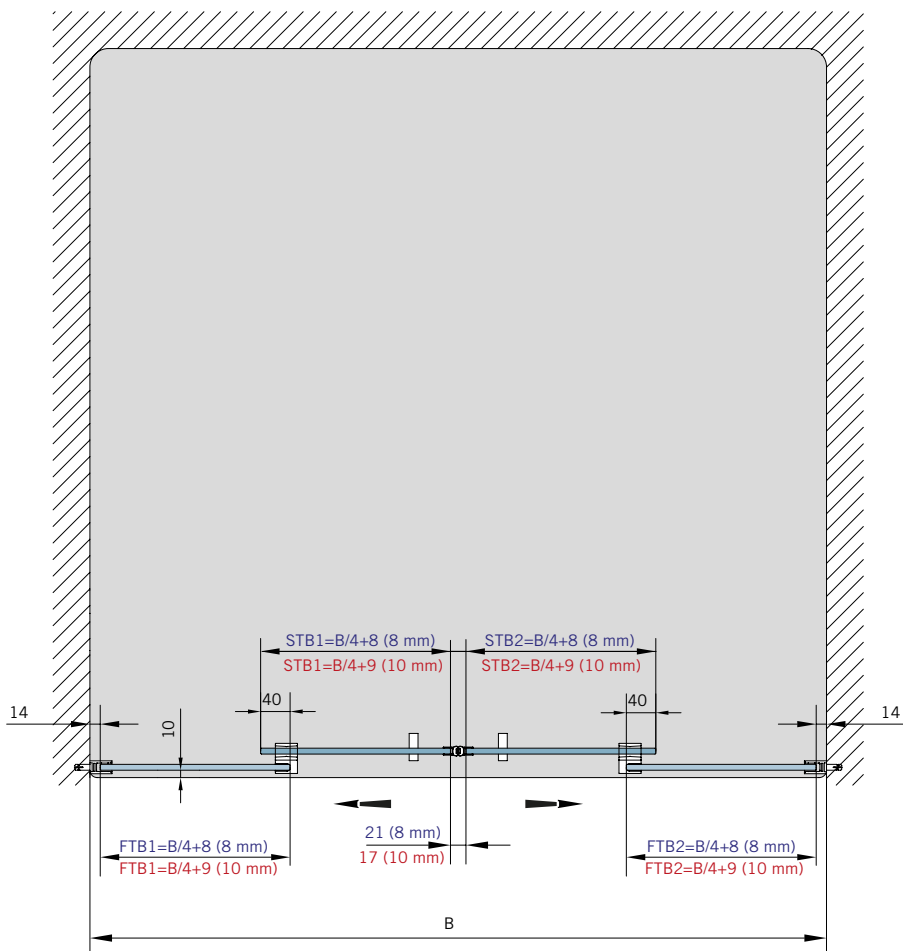 STB1=B/4+8 (8 mm)
STB2=B/4+8 (8 mm)
STB1=B/4+9 (10 mm)
STB2=B/4+9 (10 mm)
40
40
14
14
10
FTB1=B/4+8 (8 mm)
21 (8 mm)
FTB2=B/4+8 (8 mm)
FTB1=B/4+9 (10 mm)
17 (10 mm)
FTB2=B/4+9 (10 mm)
B